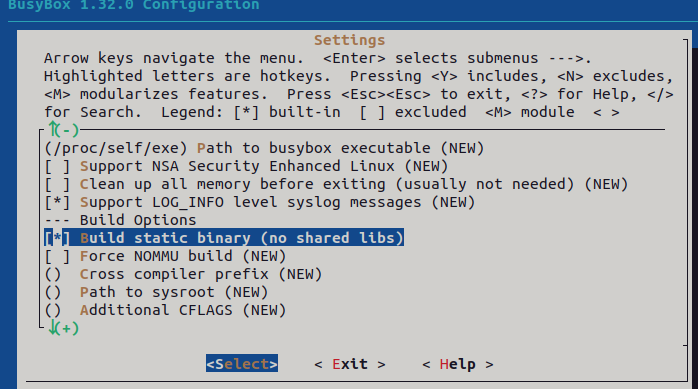 BusyBox 1.32.0 Configuration
Settings
Arrow keys navigate the menu.  <Enter> selects submenus --->.
Highlighted letters are hotkeys.  Pressing <Y> includes, <N> excludes,
<M> modularizes features.  Press <Esc><Esc> to exit, <?> for Help, </>
for Search.  Legend: [*] built-in  [ ] excluded  <M> module  < >
↑(-)
(/proc/self/exe) Path to busybox executable (NEW)
[ ] Support NSA Security Enhanced Linux (NEW)
[ ] Clean up all memory before exiting (usually not needed) (NEW)
[*] Support LOG_INFO level syslog messages (NEW)
--- Build Options
[*] Build static binary (no shared libs)
[ ] Force NOMMU build (NEW)
() Cross compiler prefix (NEW)
() Path to sysroot (NEW)
() Additional CFLAGS (NEW)
↓(+)
<Select>    < Exit >    < Help >